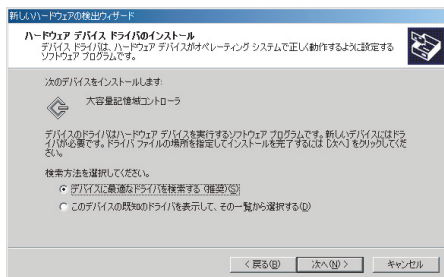 新しいハードウェアの検出ウィザード
ハードウェア デバイス ドライバのインストール
デバイス ドライバは、ハードウェア デバイスがオペレーティング システムで正しく動作するように設定する
ソフトウェア プログラムです。
次のデバイスをインストールします:
大容量記憶域コントローラ
デバイスのドライバはハードウェア デバイスを実行するソフトウェア プログラムです。新しいデバイスにはドラ
イバが必要です。ドライバ ファイルの場所を指定してインストールを完了するには [次へ] をクリックしてくだ
さい。
検索方法を選択してください。
デバイスに最適なドライバを検索する (推奨)(S)
このデバイスの既知のドライバを表示して、その一覧から選択する(D)
< 戻る(B)
次へ(N) >
キャンセル